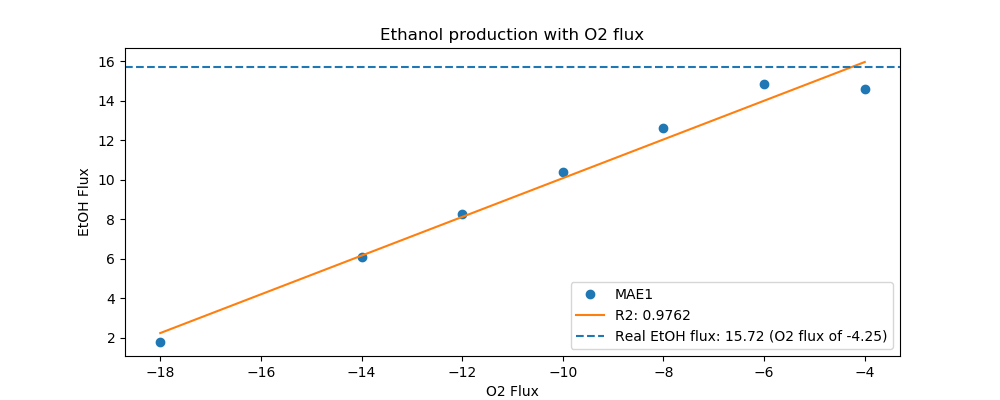 Ethanol production with O2 flux
16
14
12
10
8
6
4
2
EtOH Flux
MAE1
R2: 0.9762
Real EtOH flux: 15.72 (O2 flux of -4.25)
−18 −16 −14 −12 −10 −8 −6 −4
O2 Flux